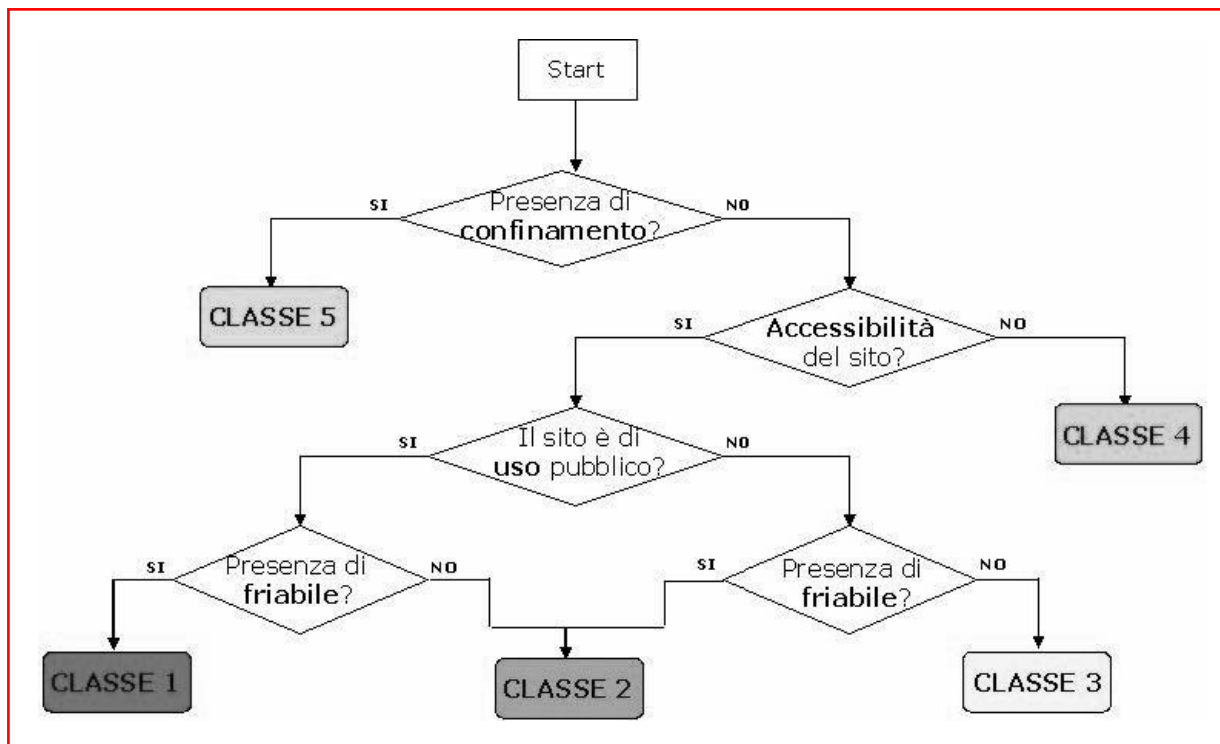 Start
SI
Presenza di
confinamento?
NO
CLASSE 5
SI
Accessibilità
del sito?
NO
CLASSE 4
SI
Il sito è di
uso pubblico?
NO
SI
Presenza di
friabile?
NO
SI
Presenza di
friabile?
NO
CLASSE 1
CLASSE 2
CLASSE 3